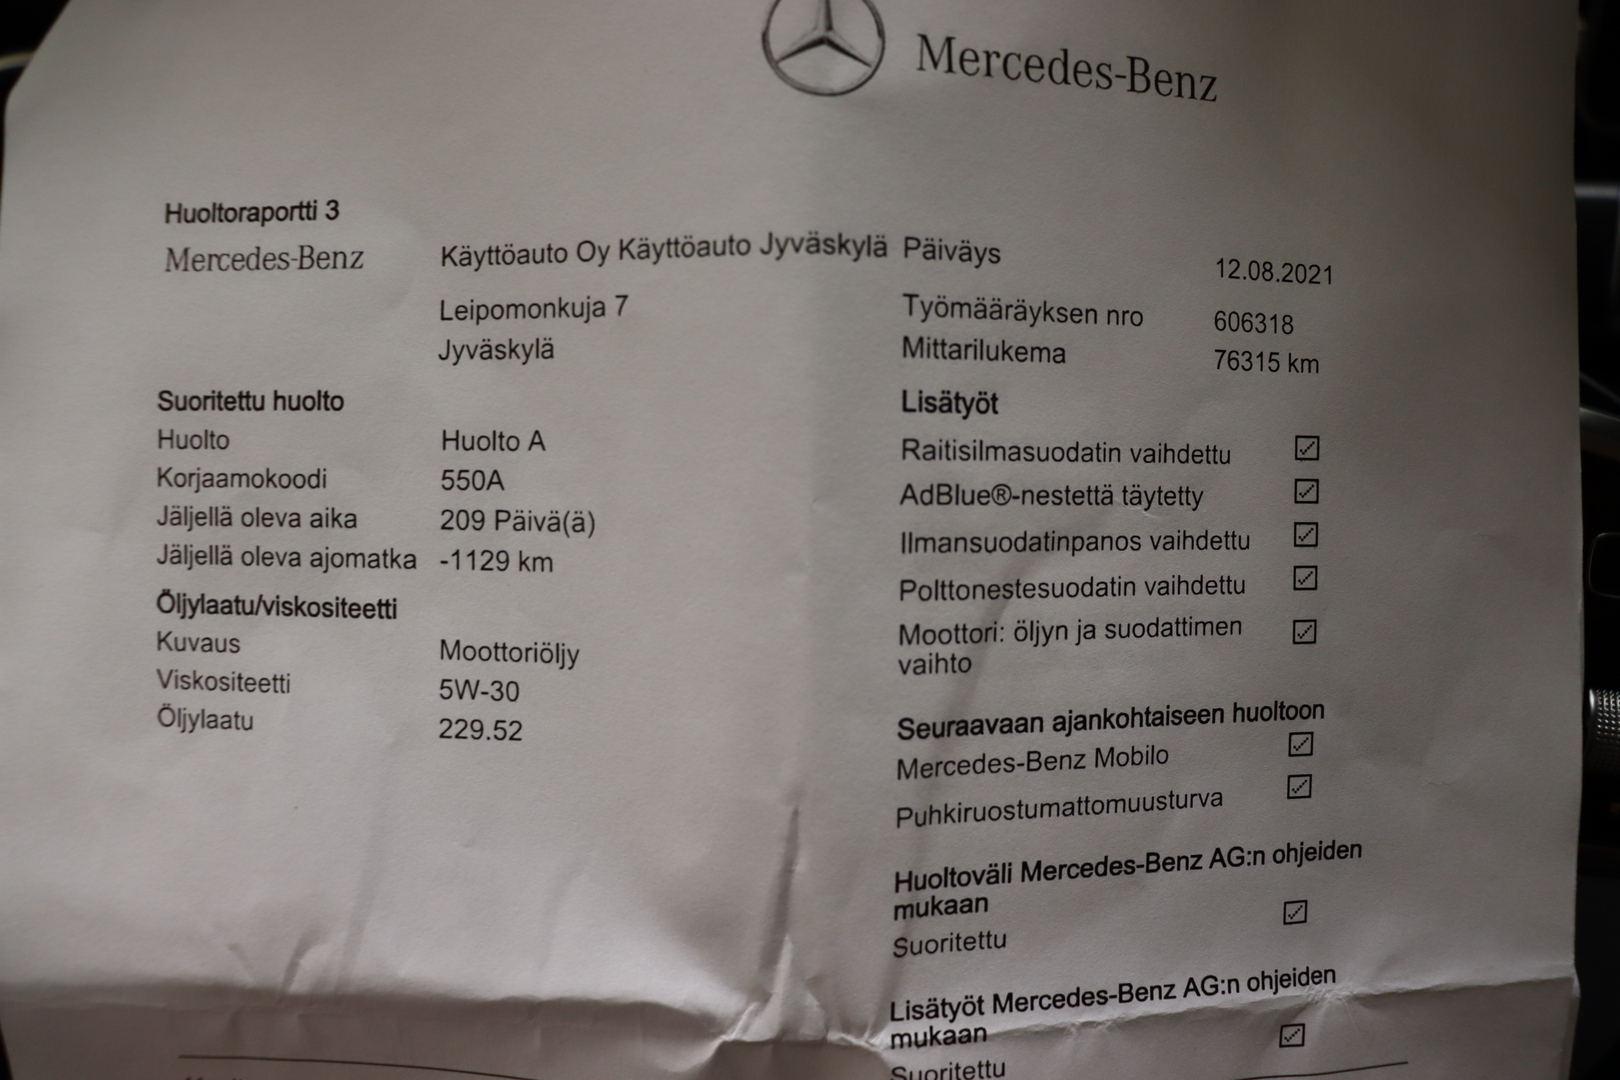 Mercedes-Benz
Huoltoraportti 3
Mercedes-Benz
Käyttöauto Oy Käyttöauto Jyväskylä
Leipomonkuja 7
Jyväskylä
Päiväys 12.08.2021
Työmääräyksen nro 606318
Mittarilukema 76315 km
Suoritettu huolto
Huolto Huolto A
Korjaamokoodi 550A
Jäljellä oleva aika 209 Päivä(ä)
Jäljellä oleva ajomatka -1129 km
Öljylaatu/viskositeetti
Kuvaus Moottoriöljy
Viskositeetti 5W-30
Öljylaatu 229.52
Lisätyöt
Raitisilmasuodatin vaihdettu
AdBlue®-nestettä täytetty
Ilmansuodatinpanos vaihdettu
Polttonestesuodatin vaihdettu
Moottori: öljyn ja suodattimen
vaihto
Seuraavaan ajankohtaiseen huoltoon
Mercedes-Benz Mobilo
Puhkiruostumattomuusturva
Huoltoväli Mercedes-Benz AG:n ohjeiden
mukaan
Suoritettu
Lisätyöt Mercedes-Benz AG:n ohjeiden
mukaan
Suoritettu